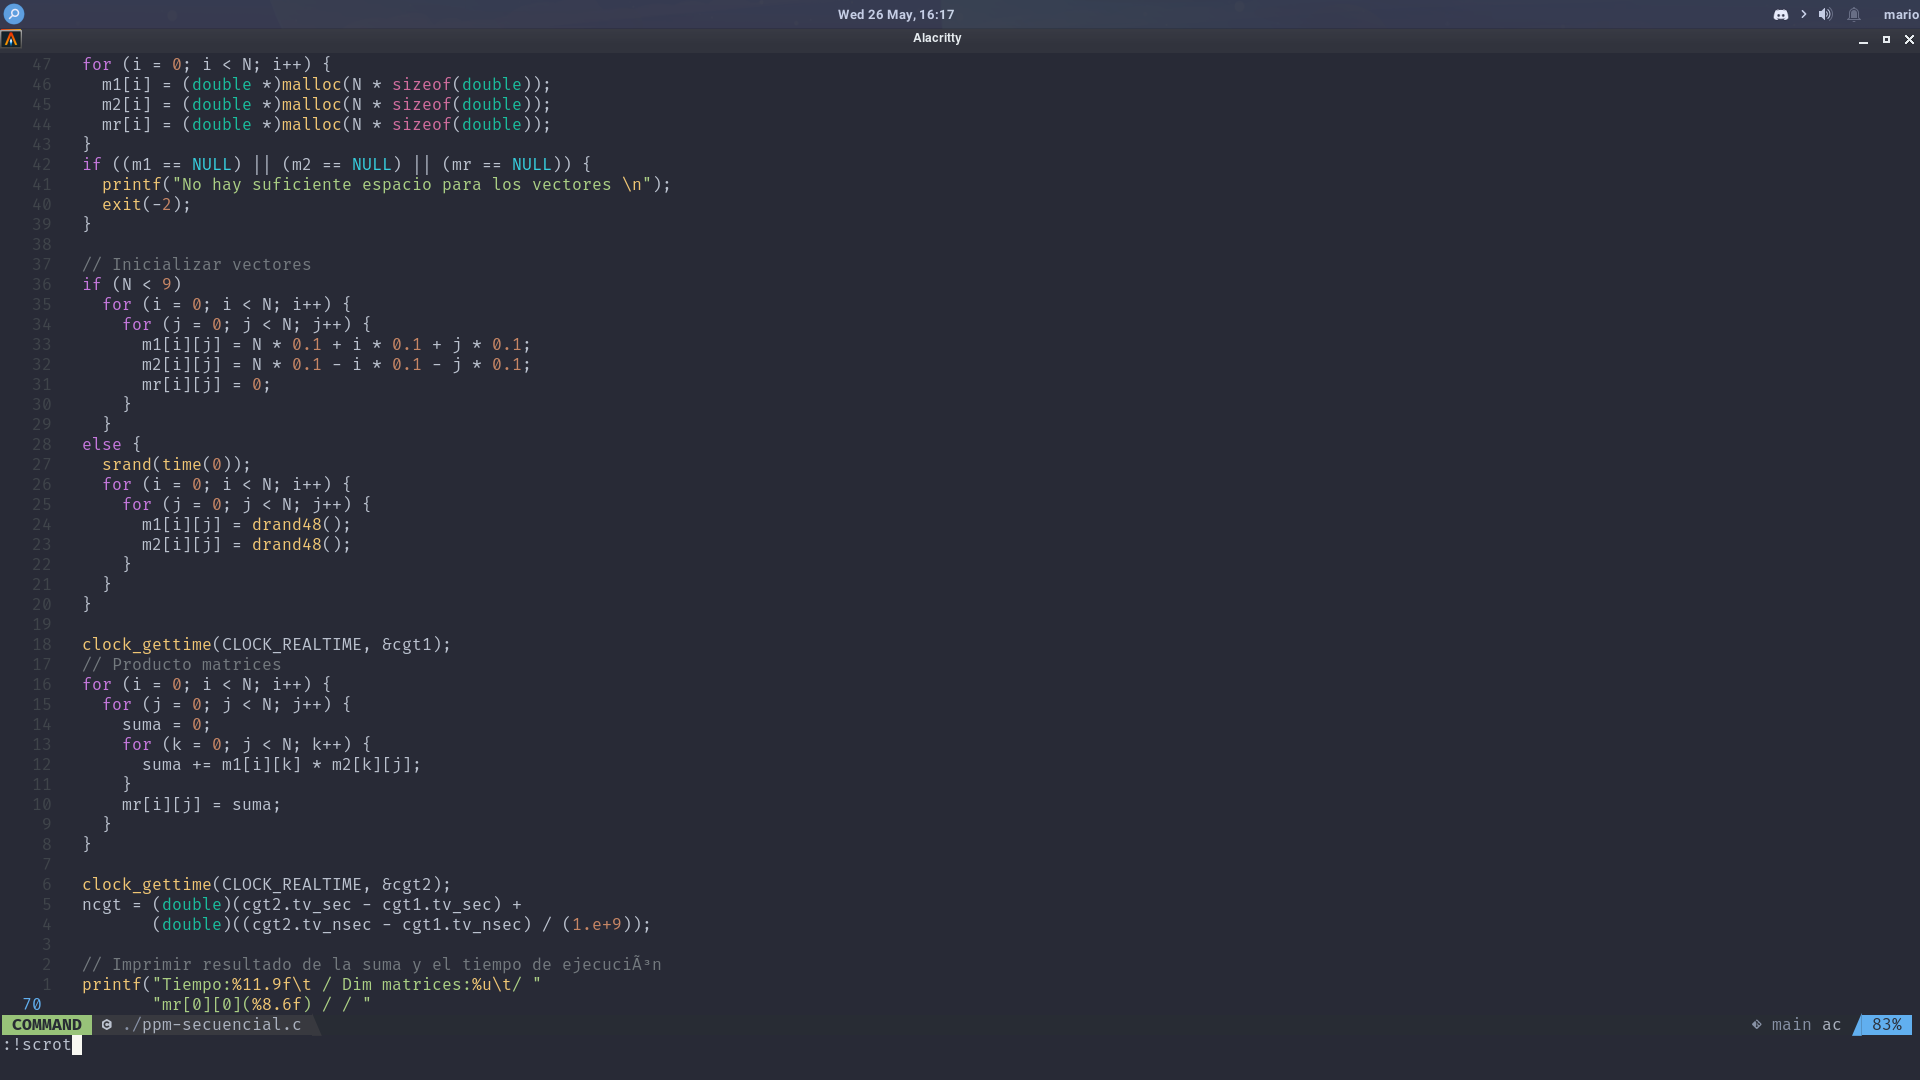 Wed 26 May, 16:17
mario
Alacritty
47 for (i = 0; i < N; i++) {
46 m1[i] = (double *)malloc(N * sizeof(double));
45 m2[i] = (double *)malloc(N * sizeof(double));
44 mr[i] = (double *)malloc(N * sizeof(double));
43 }
42 if ((m1 == NULL) || (m2 == NULL) || (mr == NULL)) {
41 printf("No hay suficiente espacio para los vectores \n");
40 exit(-2);
39 }
38
37 // Inicializar vectores
36 if (N < 9)
35 for (i = 0; i < N; i++) {
34 for (j = 0; j < N; j++) {
33 m1[i][j] = N * 0.1 + i * 0.1 + j * 0.1;
32 m2[i][j] = N * 0.1 - i * 0.1 - j * 0.1;
31 mr[i][j] = 0;
30 }
29 }
28 else {
27 srand(time(0));
26 for (i = 0; i < N; i++) {
25 for (j = 0; j < N; j++) {
24 m1[i][j] = drand48();
23 m2[i][j] = drand48();
22 }
21 }
20 }
19
18 clock_gettime(CLOCK_REALTIME, &cgt1);
17 // Producto matrices
16 for (i = 0; i < N; i++) {
15 for (j = 0; j < N; j++) {
14 suma = 0;
13 for (k = 0; j < N; k++) {
12 suma += m1[i][k] * m2[k][j];
11 }
10 mr[i][j] = suma;
9 }
8 }
7
6 clock_gettime(CLOCK_REALTIME, &cgt2);
5 ncgt = (double)(cgt2.tv_sec - cgt1.tv_sec) +
4 (double)((cgt2.tv_nsec - cgt1.tv_nsec) / (1.e+9));
3
2 // Imprimir resultado de la suma y el tiempo de ejecuciÃ³n
1 printf("Tiempo:%11.9f\t / Dim matrices:%u\t/ "
70 "mr[0][0](%8.6f) / / "
COMMAND ./ppm-secuencial.c main ac 83%
:!scrot